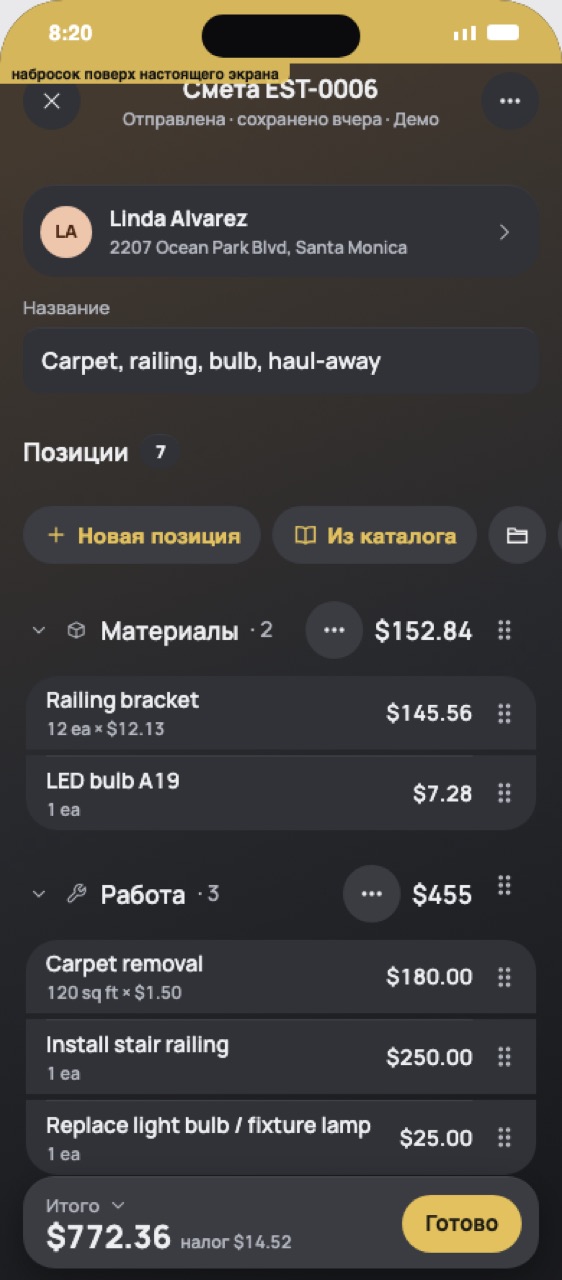 8:20
набросок поверх настоящего экрана
Смета EST-0006
Отправлена · сохранено вчера · Демо
LA
Linda Alvarez
2207 Ocean Park Blvd, Santa Monica
Название
Carpet, railing, bulb, haul-away
Позиции 7
+ Новая позиция
Из каталога
Материалы · 2
$152.84
Railing bracket
12 ea × $12.13
$145.56
LED bulb A19
1 ea
$7.28
Работа · 3
$455
Carpet removal
120 sq ft × $1.50
$180.00
Install stair railing
1 ea
$250.00
Replace light bulb / fixture lamp
1 ea
$25.00
Итого
$772.36 налог $14.52
Готово